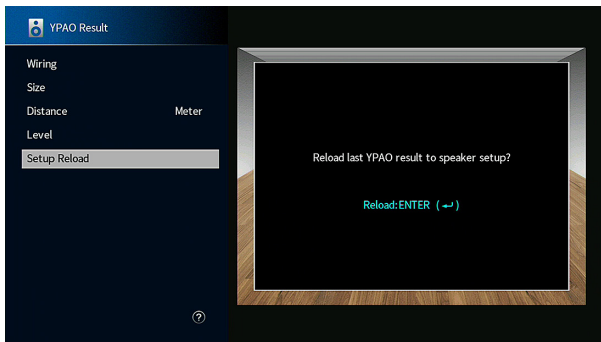 YPAO Result
Wiring
Size
Distance Meter
Level
Setup Reload
Reload last YPAO result to speaker setup?
Reload:ENTER (↵)
?